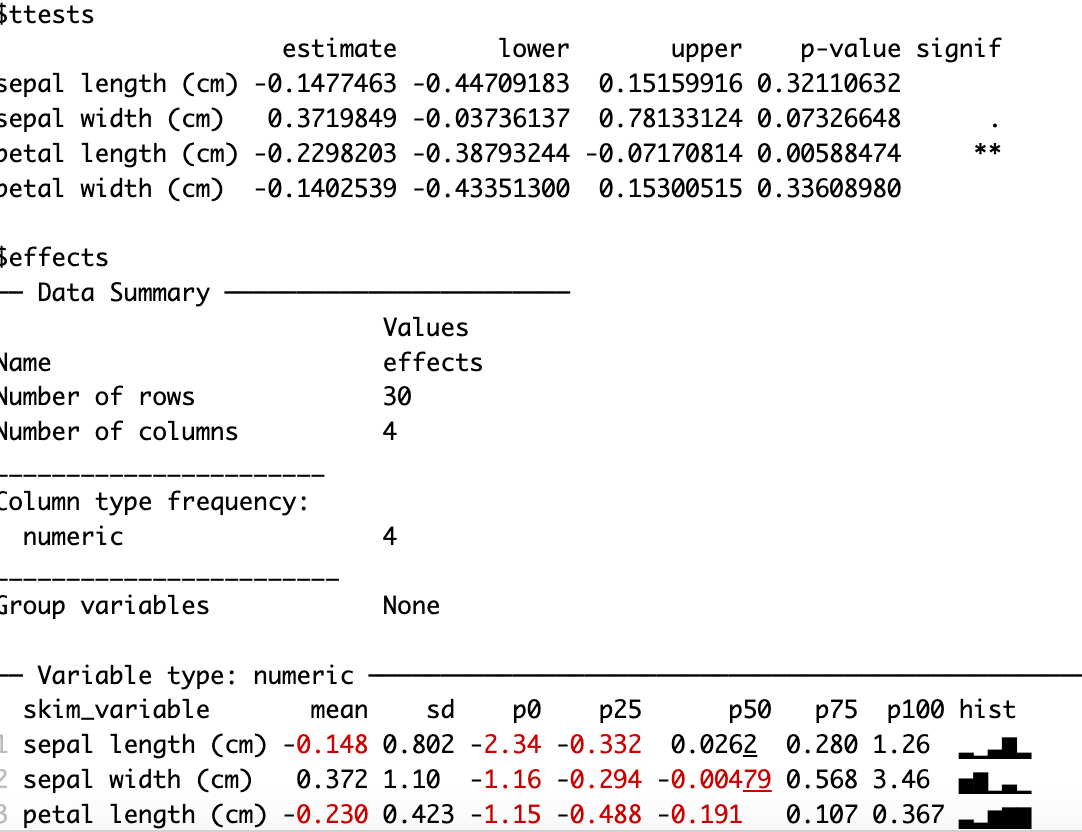 $ttests
estimate lower upper p-value signif
sepal length (cm) -0.1477463 -0.44709183 0.15159916 0.32110632
sepal width (cm) 0.3719849 -0.03736137 0.78133124 0.07326648 .
petal length (cm) -0.2298203 -0.38793244 -0.07170814 0.00588474 **
petal width (cm) -0.1402539 -0.43351300 0.15300515 0.33608980
$effects
── Data Summary ────────────────────────
Values
Name effects
Number of rows 30
Number of columns 4
_______________________
Column type frequency:
numeric 4
________________________
Group variables None
── Variable type: numeric ──────────────────────────────────────────────────
skim_variable mean sd p0 p25 p50 p75 p100 hist
1 sepal length (cm) -0.148 0.802 -2.34 -0.332 0.0262 0.280 1.26 ▂▁▂▇▂
2 sepal width (cm) 0.372 1.10 -1.16 -0.294 -0.00479 0.568 3.46 ▅▇▁▂▁
3 petal length (cm) -0.230 0.423 -1.15 -0.488 -0.191 0.107 0.367 ▂▁▆▇▇